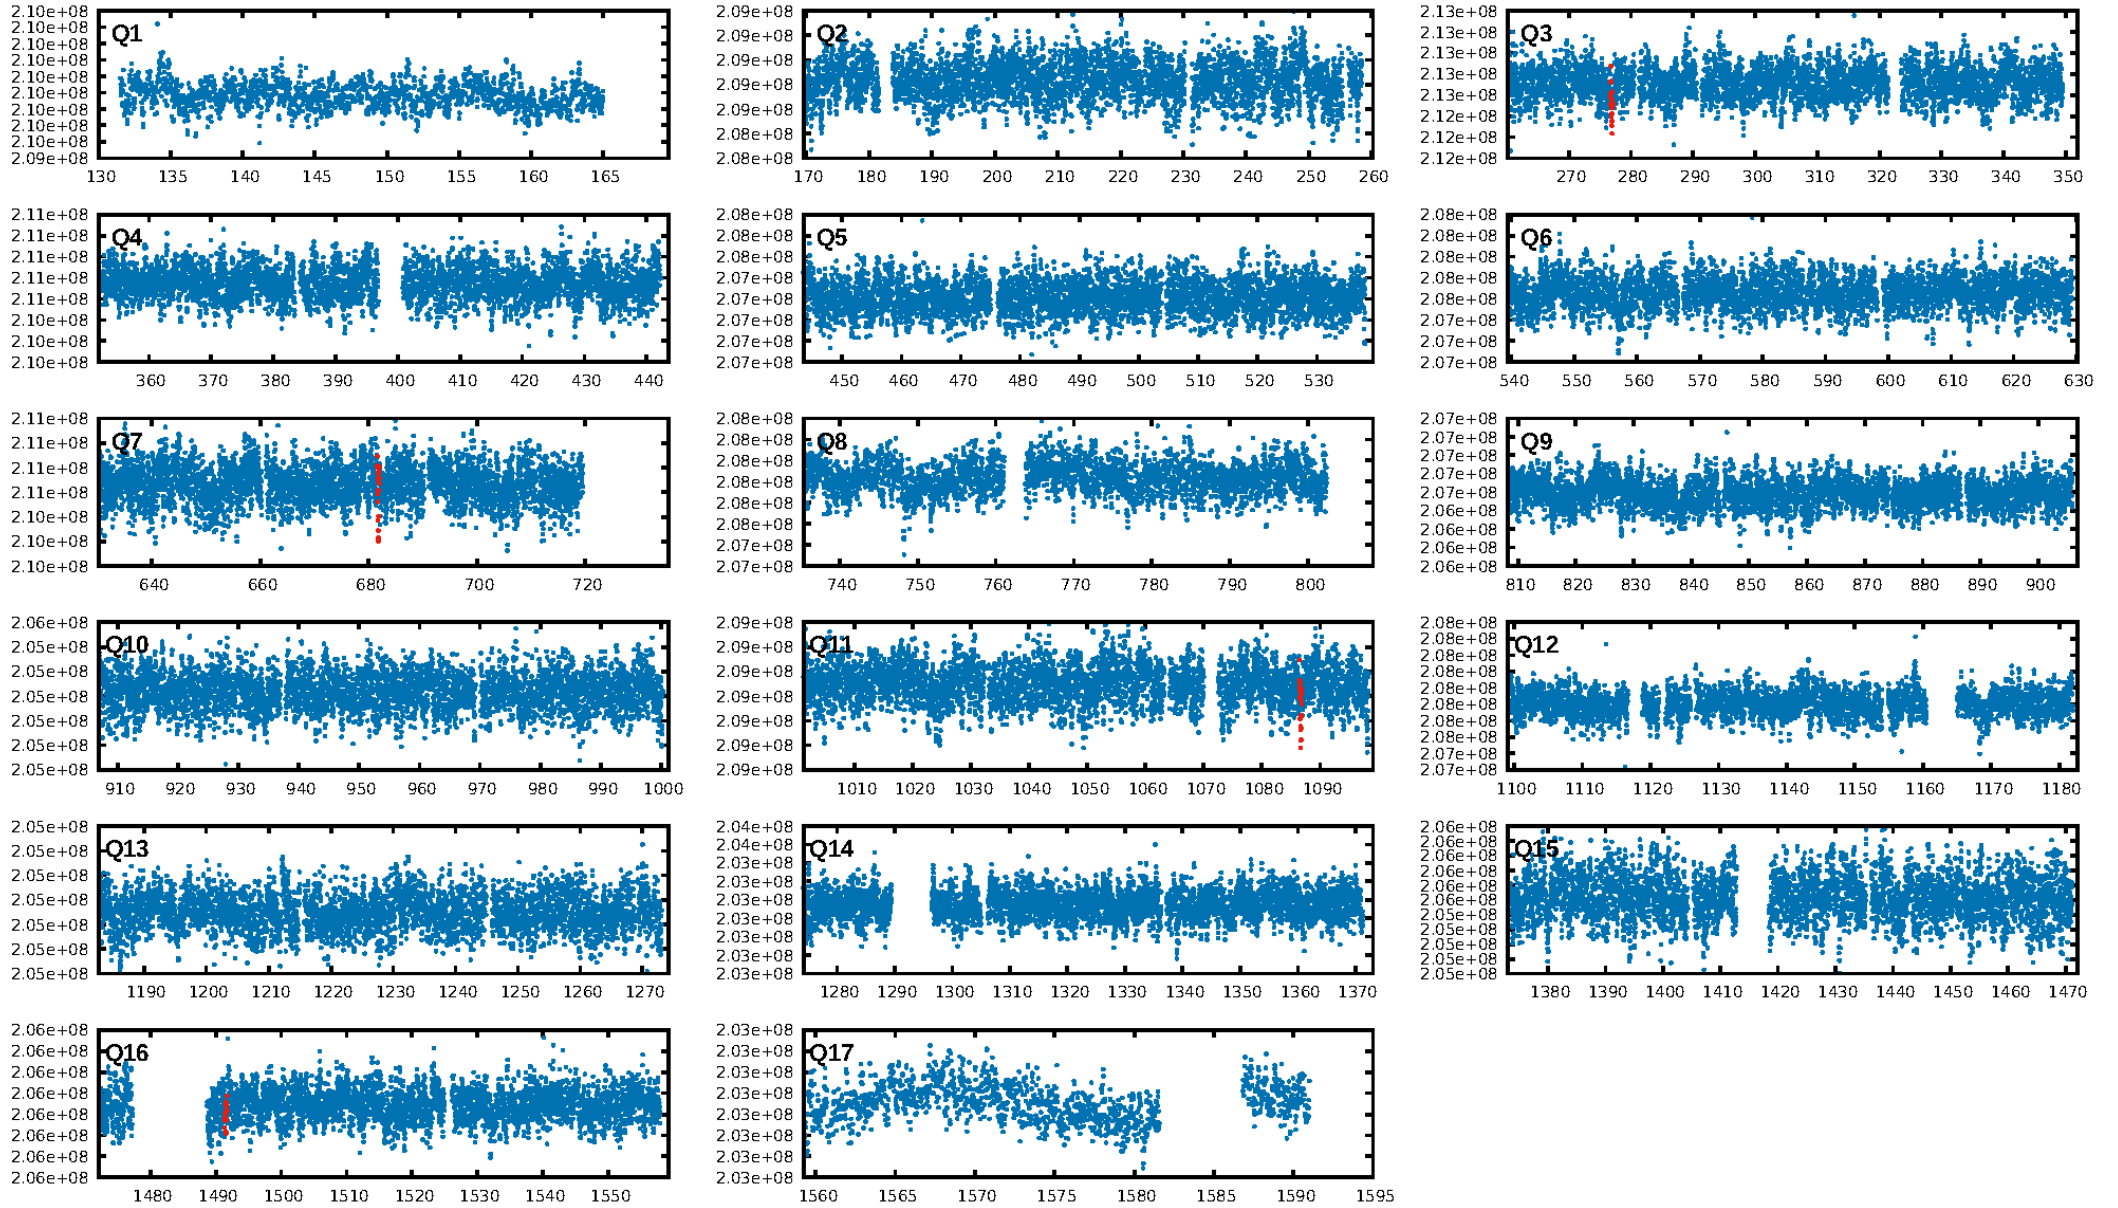 Q1
2.10e+08
2.10e+08
2.10e+08
2.10e+08
2.10e+08
2.10e+08
2.10e+08
2.10e+08
2.10e+08
2.09e+08
130 135 140 145 150 155 160 165
Q2
2.09e+08
2.09e+08
2.09e+08
2.09e+08
2.09e+08
2.08e+08
2.08e+08
170 180 190 200 210 220 230 240 250 260
Q3
2.13e+08
2.13e+08
2.13e+08
2.13e+08
2.13e+08
2.12e+08
2.12e+08
2.12e+08
270 280 290 300 310 320 330 340 350
Q4
2.11e+08
2.11e+08
2.11e+08
2.11e+08
2.11e+08
2.10e+08
2.10e+08
2.10e+08
360 370 380 390 400 410 420 430 440
Q5
2.08e+08
2.08e+08
2.08e+08
2.07e+08
2.07e+08
2.07e+08
2.07e+08
2.07e+08
450 460 470 480 490 500 510 520 530
Q6
2.08e+08
2.08e+08
2.08e+08
2.08e+08
2.08e+08
2.07e+08
2.07e+08
2.07e+08
540 550 560 570 580 590 600 610 620 630
Q7
2.11e+08
2.11e+08
2.11e+08
2.11e+08
2.10e+08
2.10e+08
2.10e+08
640 660 680 700 720
Q8
2.08e+08
2.08e+08
2.08e+08
2.08e+08
2.08e+08
2.08e+08
2.07e+08
2.07e+08
740 750 760 770 780 790 800
Q9
2.07e+08
2.07e+08
2.07e+08
2.07e+08
2.07e+08
2.06e+08
2.06e+08
2.06e+08
2.06e+08
810 820 830 840 850 860 870 880 890 900
Q10
2.06e+08
2.05e+08
2.05e+08
2.05e+08
2.05e+08
2.05e+08
2.05e+08
910 920 930 940 950 960 970 980 990 1000
Q11
2.09e+08
2.09e+08
2.09e+08
2.09e+08
2.09e+08
2.09e+08
2.09e+08
1010 1020 1030 1040 1050 1060 1070 1080 1090
Q12
2.08e+08
2.08e+08
2.08e+08
2.08e+08
2.08e+08
2.08e+08
2.08e+08
2.08e+08
2.07e+08
2.07e+08
1100 1110 1120 1130 1140 1150 1160 1170 1180
Q13
2.05e+08
2.05e+08
2.05e+08
2.05e+08
2.05e+08
2.05e+08
2.05e+08
1190 1200 1210 1220 1230 1240 1250 1260 1270
Q14
2.04e+08
2.04e+08
2.03e+08
2.03e+08
2.03e+08
2.03e+08
2.03e+08
2.03e+08
2.03e+08
1280 1290 1300 1310 1320 1330 1340 1350 1360 1370
Q15
2.06e+08
2.06e+08
2.06e+08
2.06e+08
2.06e+08
2.06e+08
2.05e+08
2.05e+08
2.05e+08
2.05e+08
2.05e+08
1380 1390 1400 1410 1420 1430 1440 1450 1460 1470
Q16
2.06e+08
2.06e+08
2.06e+08
2.06e+08
2.06e+08
2.06e+08
2.06e+08
2.06e+08
1480 1490 1500 1510 1520 1530 1540 1550
Q17
2.03e+08
2.03e+08
2.03e+08
2.03e+08
2.03e+08
2.03e+08
2.03e+08
2.03e+08
1560 1565 1570 1575 1580 1585 1590 1595